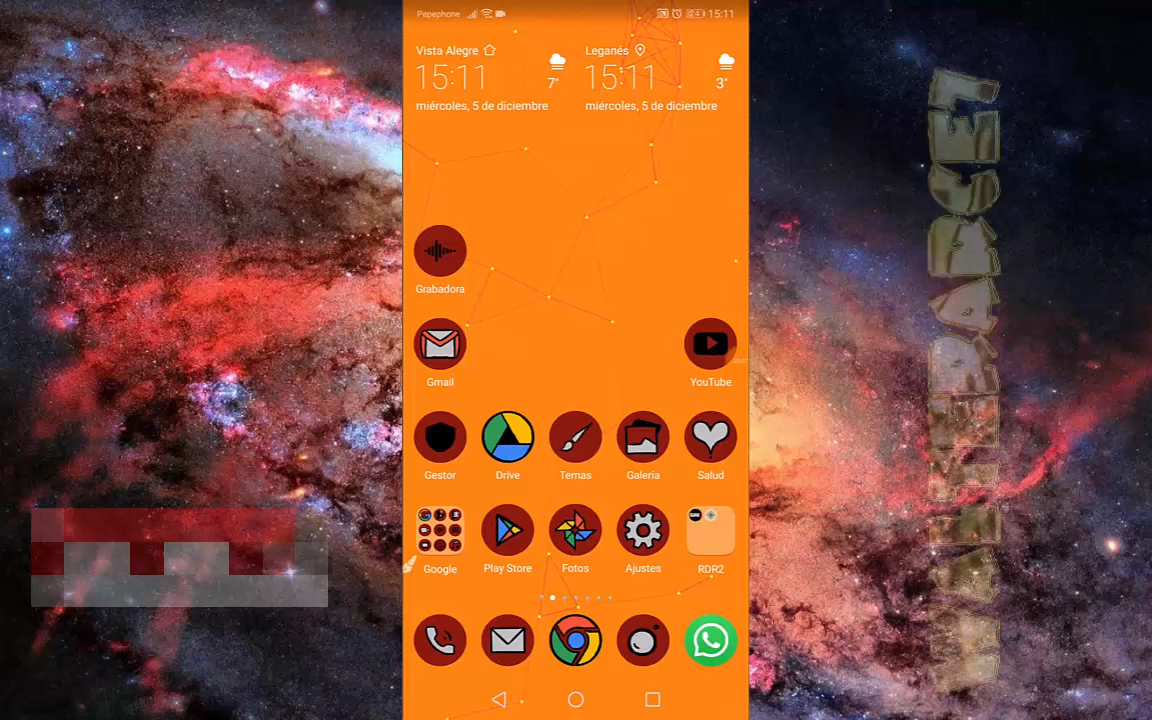 Pepephone 15:11
Vista Alegre Leganés
15:11 7° 15:11 3°
miércoles, 5 de diciembre miércoles, 5 de diciembre
Grabadora
Gmail YouTube
Gestor Drive Temas Galería Salud
Google Play Store Fotos Ajustes RDR2